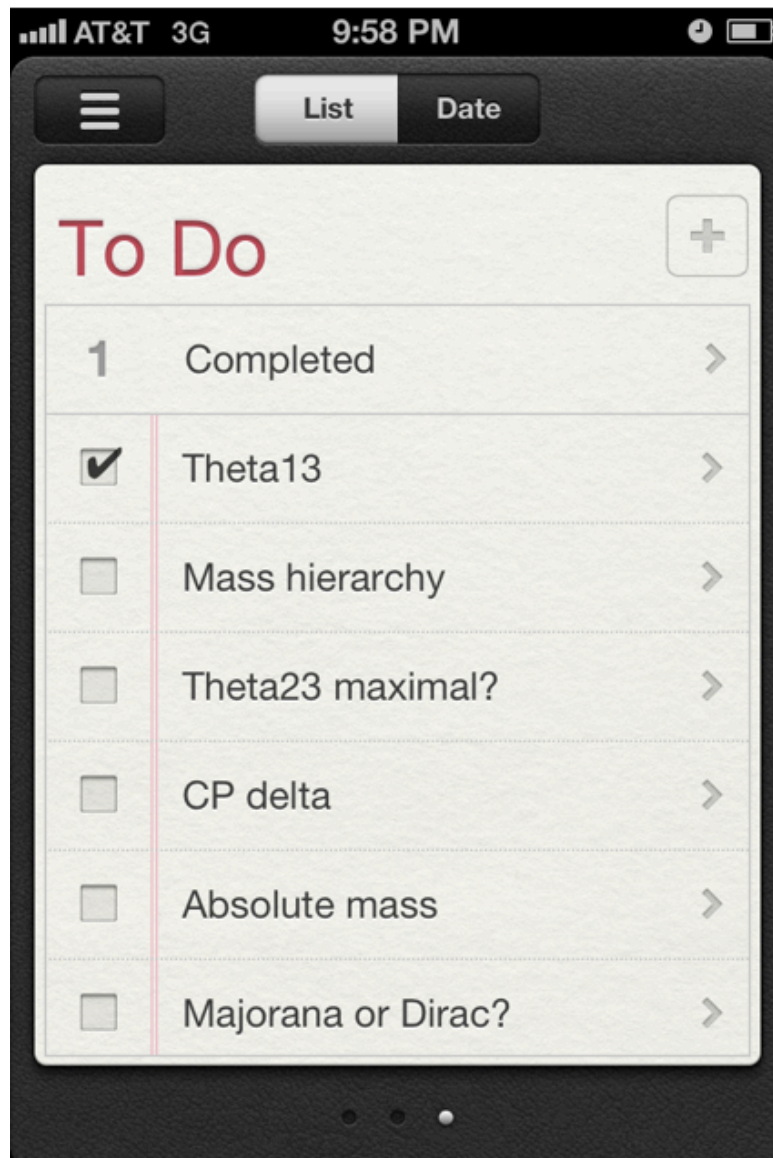 AT&T 3G 9:58 PM
List Date
To Do
1 Completed
Theta13
Mass hierarchy
Theta23 maximal?
CP delta
Absolute mass
Majorana or Dirac?